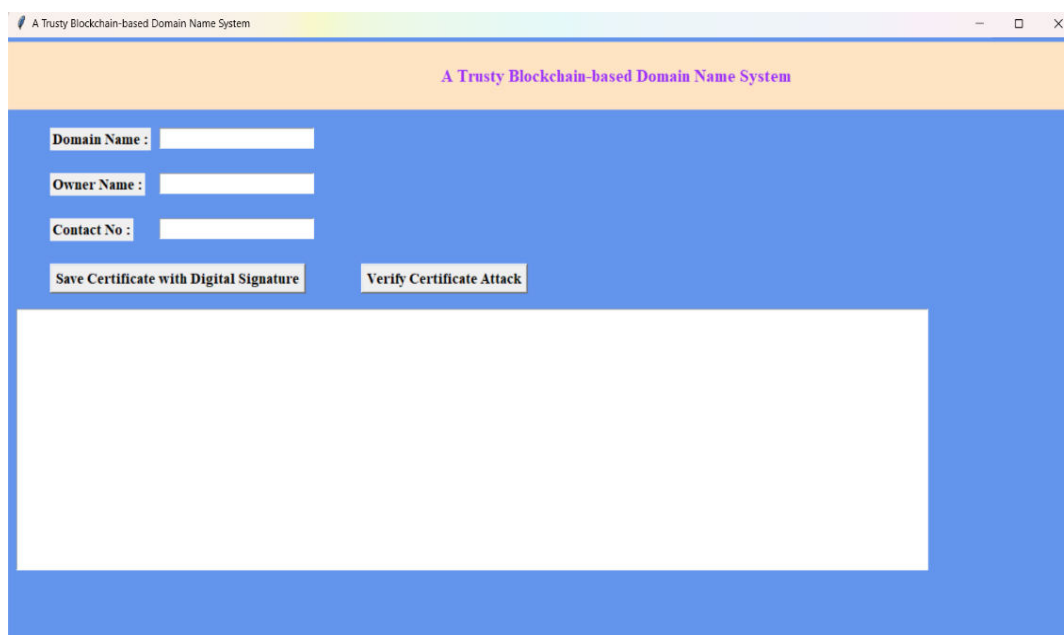 A Trusty Blockchain-based Domain Name System
A Trusty Blockchain-based Domain Name System
Domain Name :
Owner Name :
Contact No :
Save Certificate with Digital Signature
Verify Certificate Attack